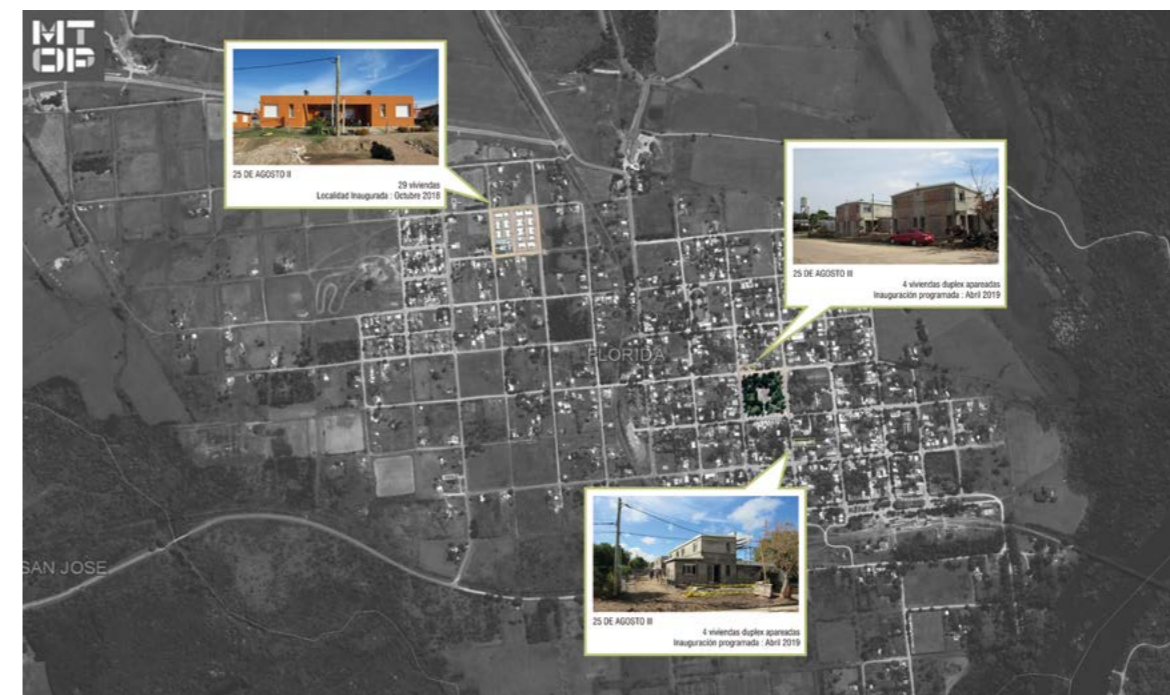 MT
OP
25 DE AGOSTO II
29 viviendas
Localidad Inaugurada : Octubre 2018
25 DE AGOSTO III
4 viviendas duplex apareadas
Inauguración programada : Abril 2019
FLORIDA
SAN JOSE
25 DE AGOSTO III
4 viviendas duplex apareadas
Inauguración programada : Abril 2019